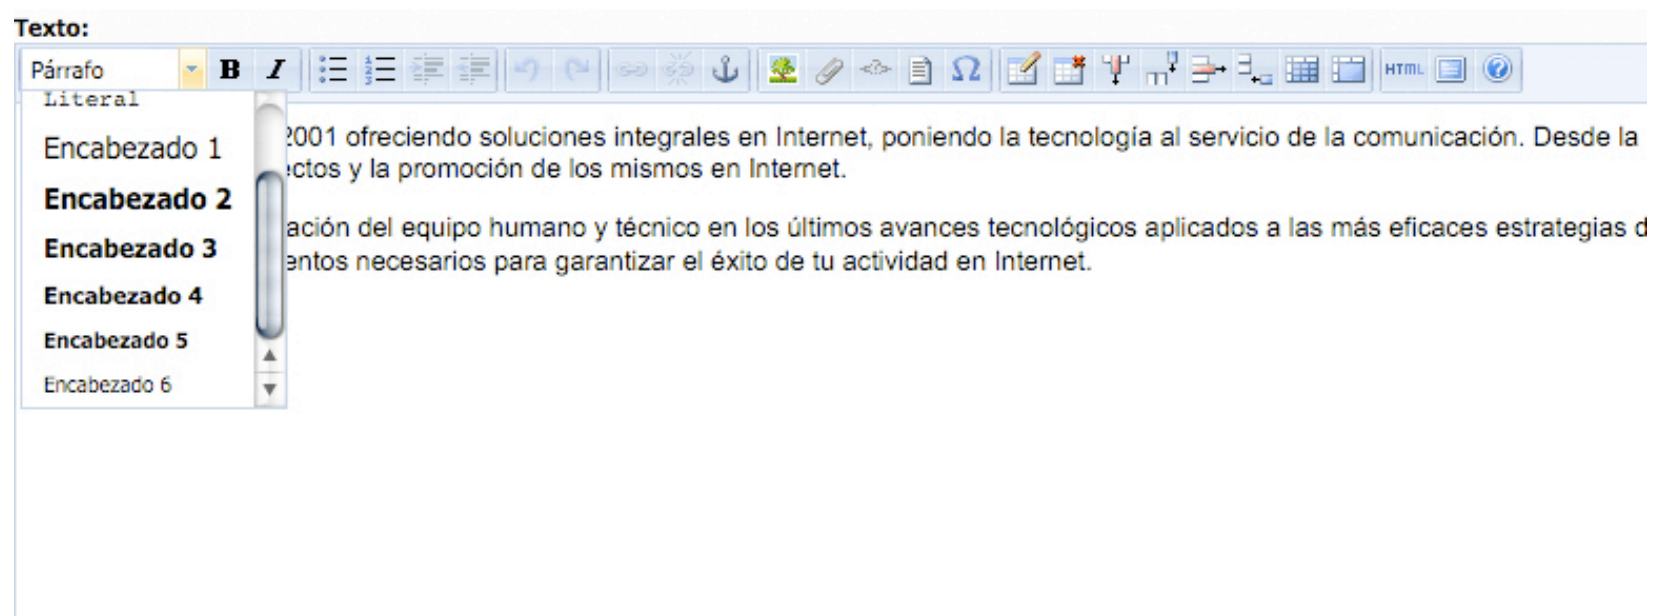 Texto:
Párrafo B I HTML
Literal
Encabezado 1
Encabezado 2
Encabezado 3
Encabezado 4
Encabezado 5
Encabezado 6
2001 ofreciendo soluciones integrales en Internet, poniendo la tecnología al servicio de la comunicación. Desde la
ectos y la promoción de los mismos en Internet.
ación del equipo humano y técnico en los últimos avances tecnológicos aplicados a las más eficaces estrategias d
entos necesarios para garantizar el éxito de tu actividad en Internet.